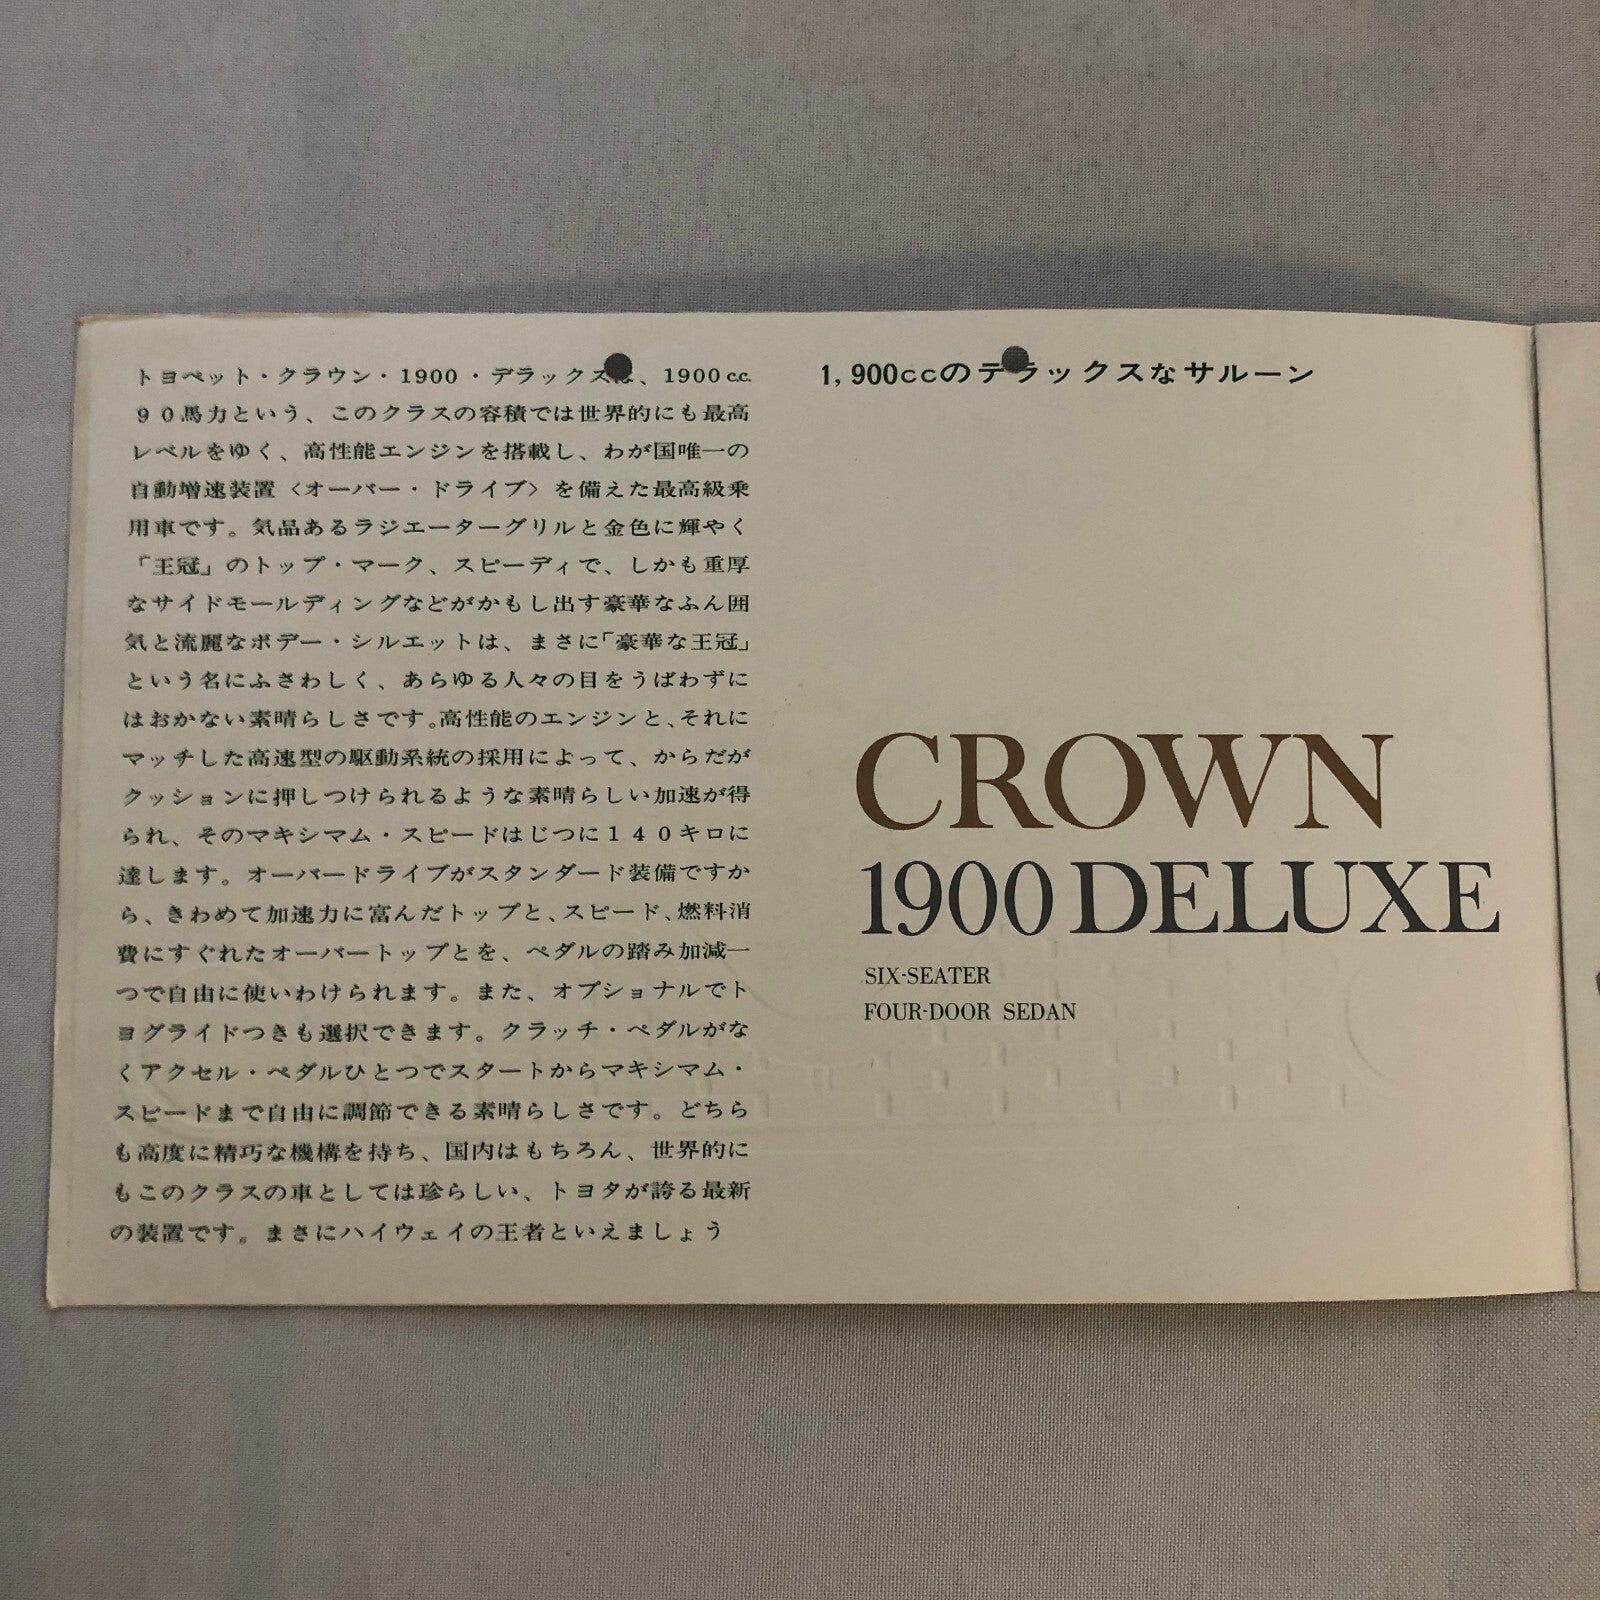 トヨペット・クラウン・1900・デラックスは、1900c.c.
90馬力という、このクラスの容積では世界的にも最高
レベルをゆく、高性能エンジンを搭載し、わが国唯一の
自動増速装置〈オーバー・ドライブ〉を備えた最高級乗
用車です。気品あるラジエーターグリルと金色に輝やく
「王冠」のトップ・マーク、スピーディで、しかも重厚
なサイドモールディングなどがかもし出す豪華なふん囲
気と流麗なボデー・シルエットは、まさに「豪華な王冠」
という名にふさわしく、あらゆる人々の目をうばわずに
はおかない素晴らしさです。高性能のエンジンと、それに
マッチした高速型の駆動系統の採用によって、からだが
クッションに押しつけられるような素晴らしい加速が得
られ、そのマキシマム・スピードはじつに140キロに
達します。オーバードライブがスタンダード装備ですか
ら、きわめて加速力に富んだトップと、スピード、燃料消
費にすぐれたオーバートップとを、ペダルの踏み加減一
つで自由に使いわけられます。また、オプショナルでト
ヨグライドつきも選択できます。クラッチ・ペダルがな
くアクセル・ペダルひとつでスタートからマキシマム・
スピードまで自由に調節できる素晴らしさです。どちら
も高度に精巧な機構を持ち、国内はもちろん、世界的に
もこのクラスの車としては珍らしい、トヨタが誇る最新
の装置です。まさにハイウェイの王者といえましょう
1,900ccのデラックスなサルーン
CROWN
1900 DELUXE
SIX-SEATER
FOUR-DOOR SEDAN